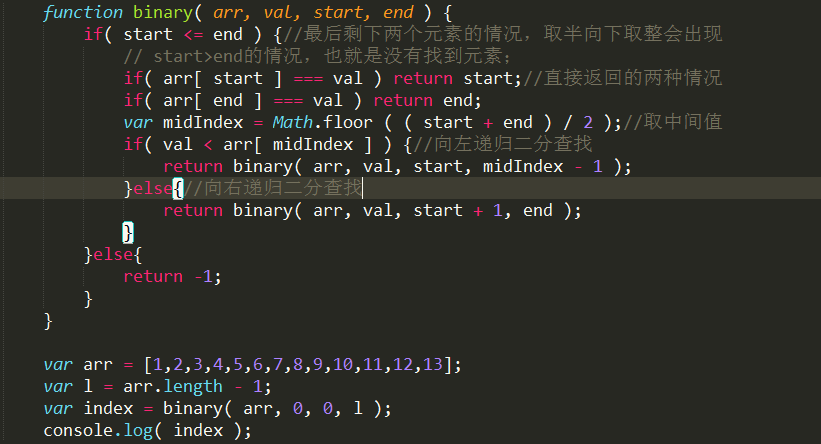 function binary( arr, val, start, end ) {
    if( start <= end ) {//最后剩下两个元素的情况，取半向下取整会出现
        // start>end的情况，也就是没有找到元素；
        if( arr[ start ] === val ) return start;//直接返回的两种情况
        if( arr[ end ] === val ) return end;
        var midIndex = Math.floor ( ( start + end ) / 2 );//取中间值
        if( val < arr[ midIndex ] ) {//向左递归二分查找
            return binary( arr, val, start, midIndex - 1 );
        }else{//向右递归二分查找
            return binary( arr, val, start + 1, end );
        }
    }else{
        return -1;
    }
}

var arr = [1,2,3,4,5,6,7,8,9,10,11,12,13];
var l = arr.length - 1;
var index = binary( arr, 0, 0, l );
console.log( index );